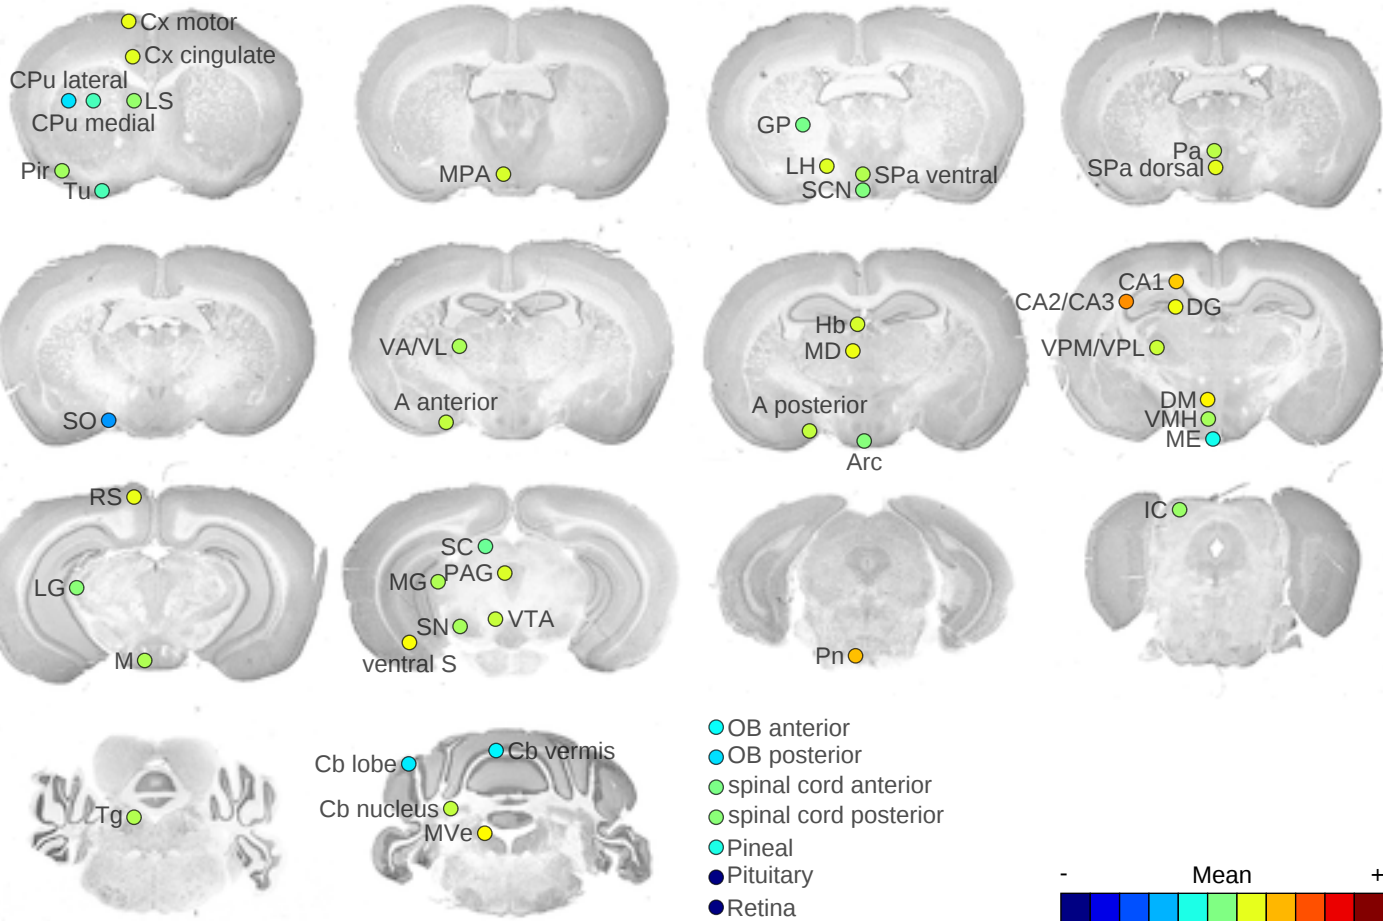 Cx motor
Cx cingulate
CPu lateral
LS
CPu medial
Pir
Tu
MPA
GP
LH
SPa ventral
SCN
Pa
SPa dorsal
SO
VA/VL
A anterior
Hb
MD
A posterior
Arc
CA1
CA2/CA3
DG
VPM/VPL
DM
VMH
ME
RS
LG
M
SC
MG
PAG
SN
VTA
ventral S
Pn
IC
Tg
Cb lobe
Cb vermis
Cb nucleus
MVe
OB anterior
OB posterior
spinal cord anterior
spinal cord posterior
Pineal
Pituitary
Retina
- Mean +